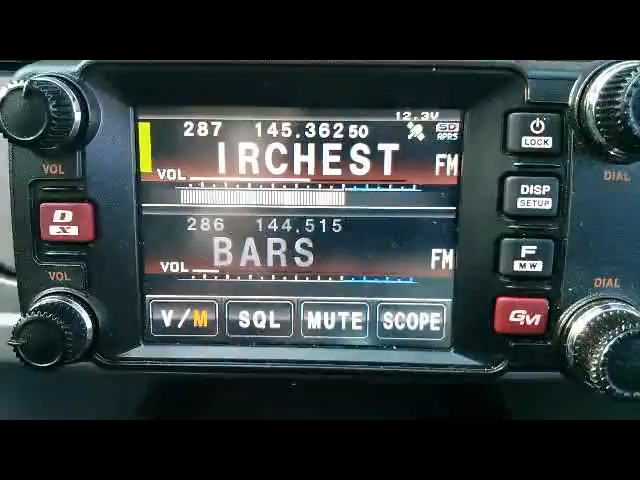 12.3V
287 145.36250 SD
APRS
VOL IRCHEST FM
286 144.515
VOL BARS FM
V/M SQL MUTE SCOPE
VOL
D
X
VOL
LOCK
DISP
SETUP
F
MW
GM
DIAL
DIAL